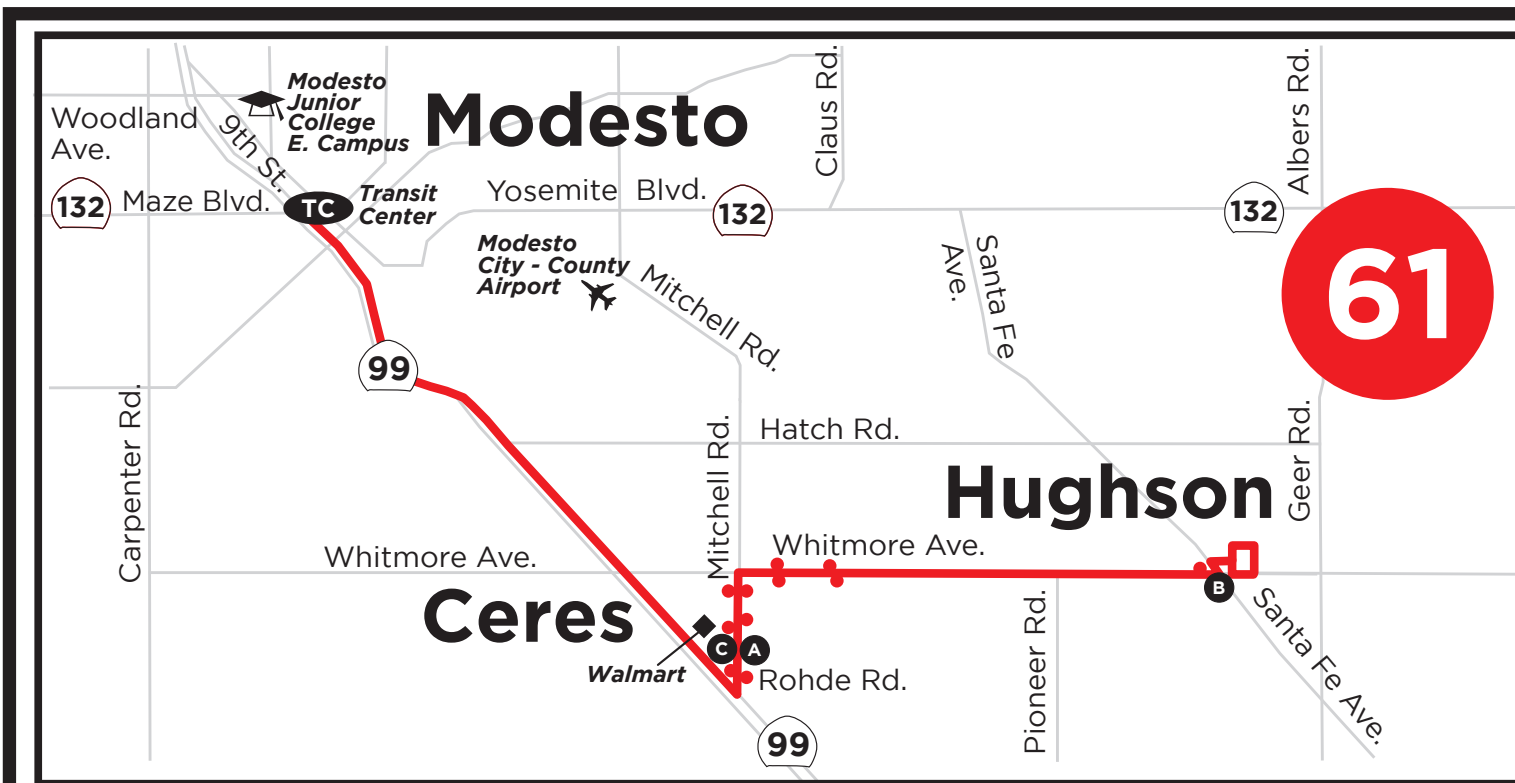 Modesto
Junior
College
E. Campus
Modesto
Claus Rd.
Albers Rd.
Woodland
Ave.
9th St.
132
Maze Blvd.
TC
Transit
Center
Yosemite Blvd.
132
132
Modesto
City - County
Airport
Mitchell Rd.
Santa Fe
Ave.
61
99
Carpenter Rd.
Mitchell Rd.
Hatch Rd.
Hughson
Geer Rd.
Whitmore Ave.
Whitmore Ave.
Ceres
B
Walmart
C
A
Rohde Rd.
Pioneer Rd.
Santa Fe Ave.
99